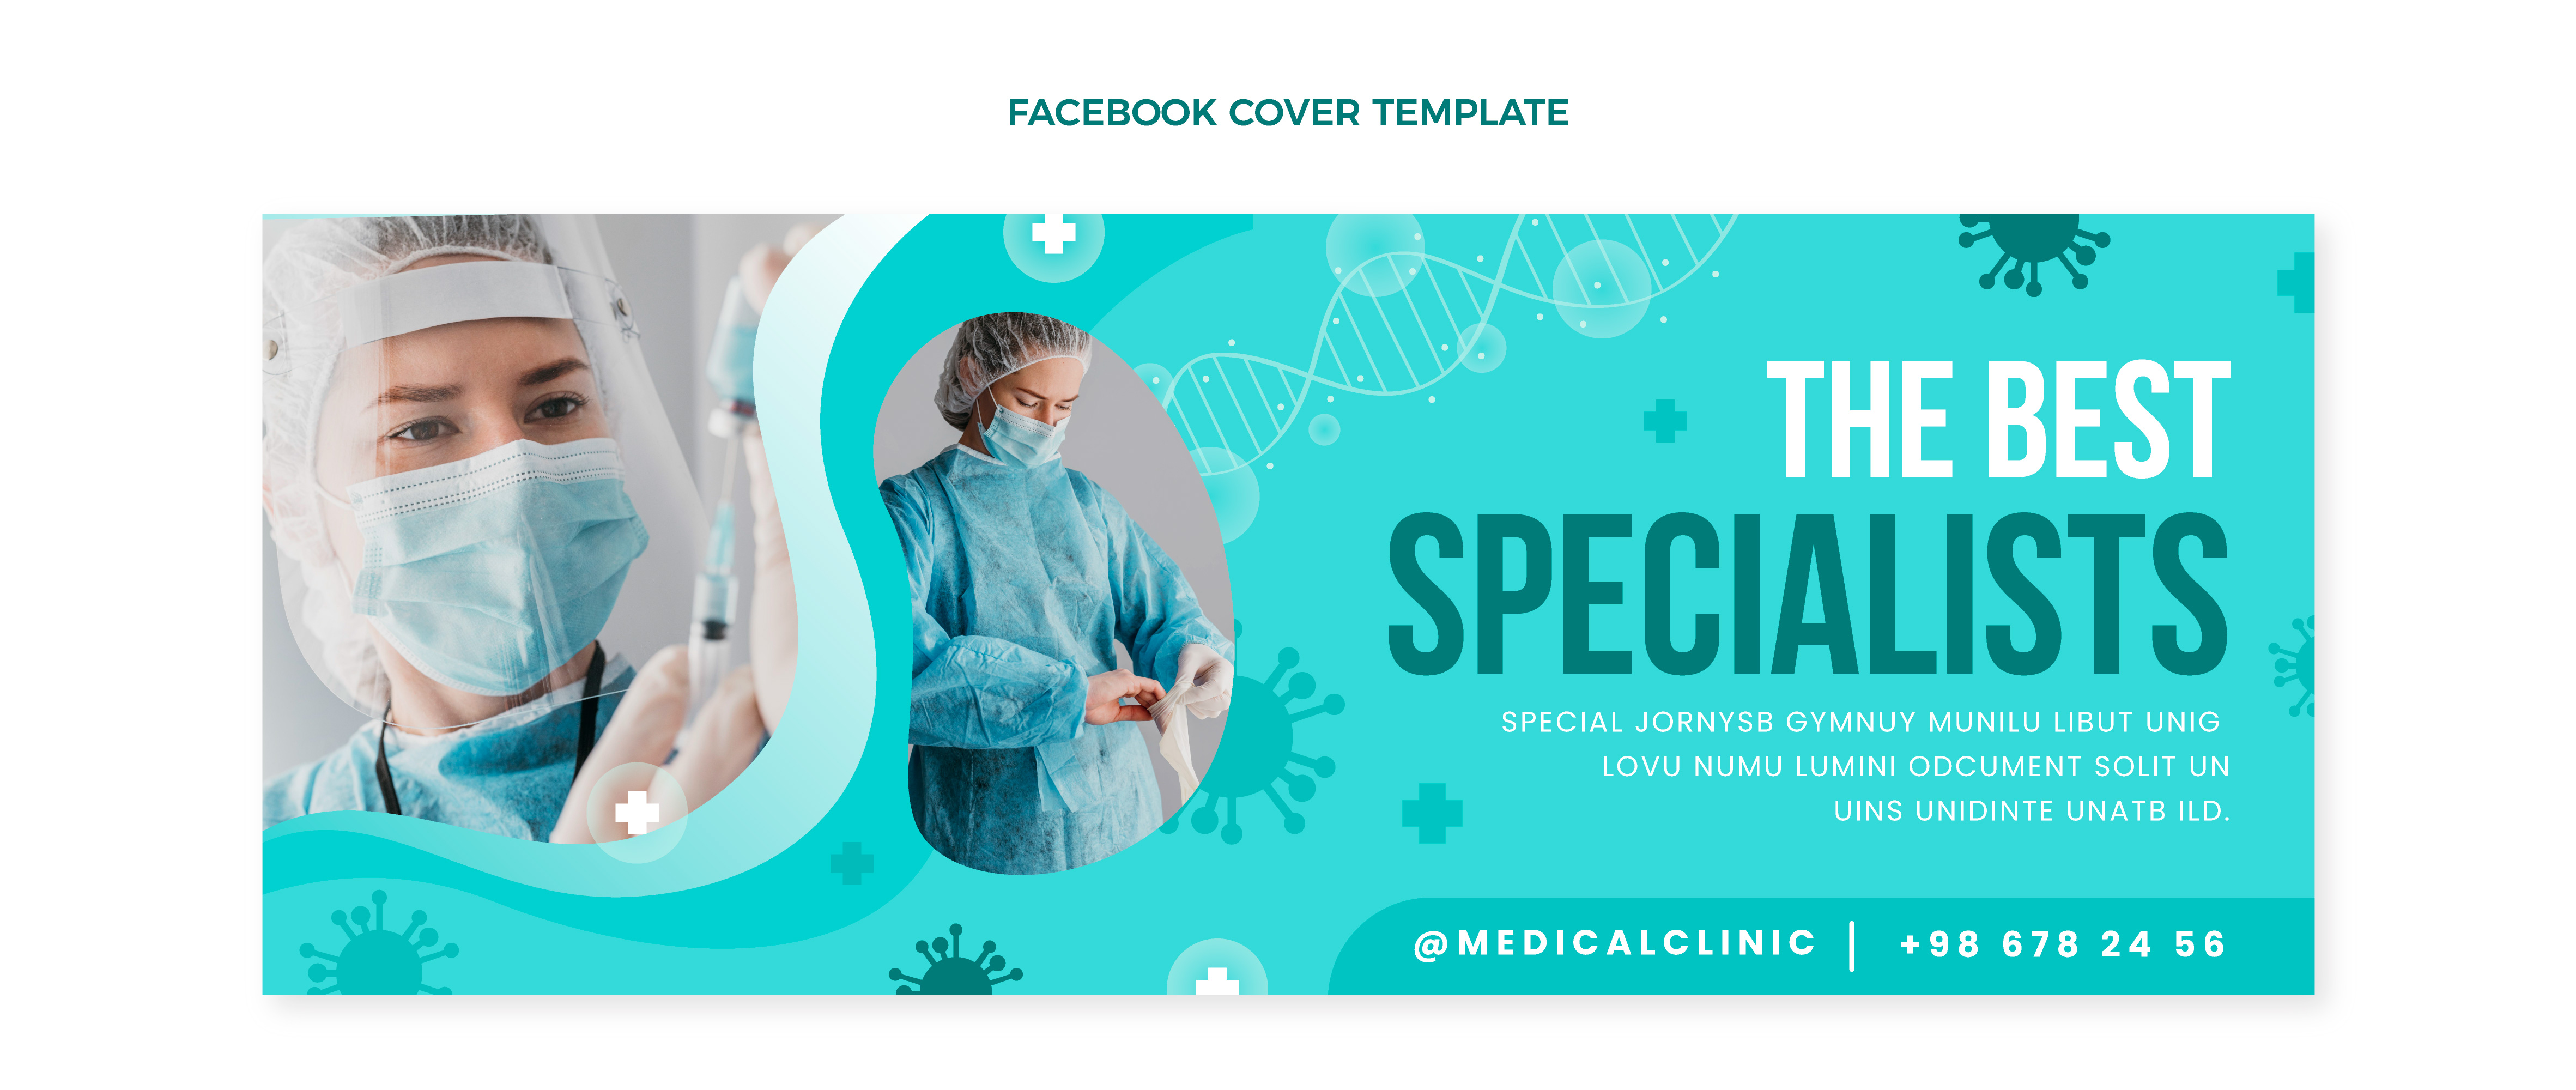 FACEBOOK COVER TEMPLATE
THE BEST
SPECIALISTS
SPECIAL JORNYSB GYMNUY MUNILU LIBUT UNIG
LOVU NUMU LUMINI ODCUMENT SOLIT UN
UINS UNIDINTE UNATB ILD.
@MEDICALCLINIC | +98 678 24 56